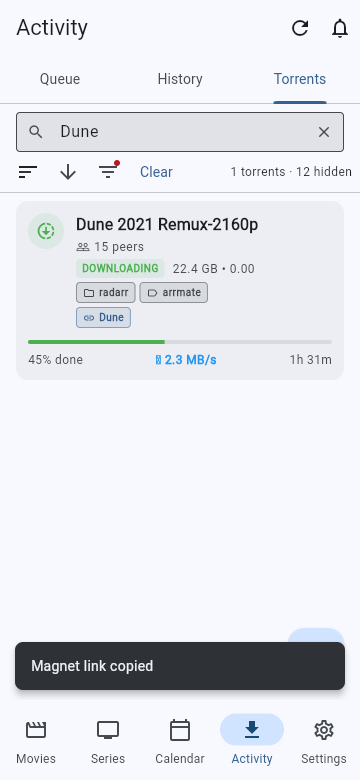 Activity
Queue
History
Torrents
Dune
Clear
1 torrents · 12 hidden
Dune 2021 Remux-2160p
15 peers
DOWNLOADING
22.4 GB • 0.00
radarr
arrmate
Dune
45% done
2.3 MB/s
1h 31m
Magnet link copied
Movies
Series
Calendar
Activity
Settings